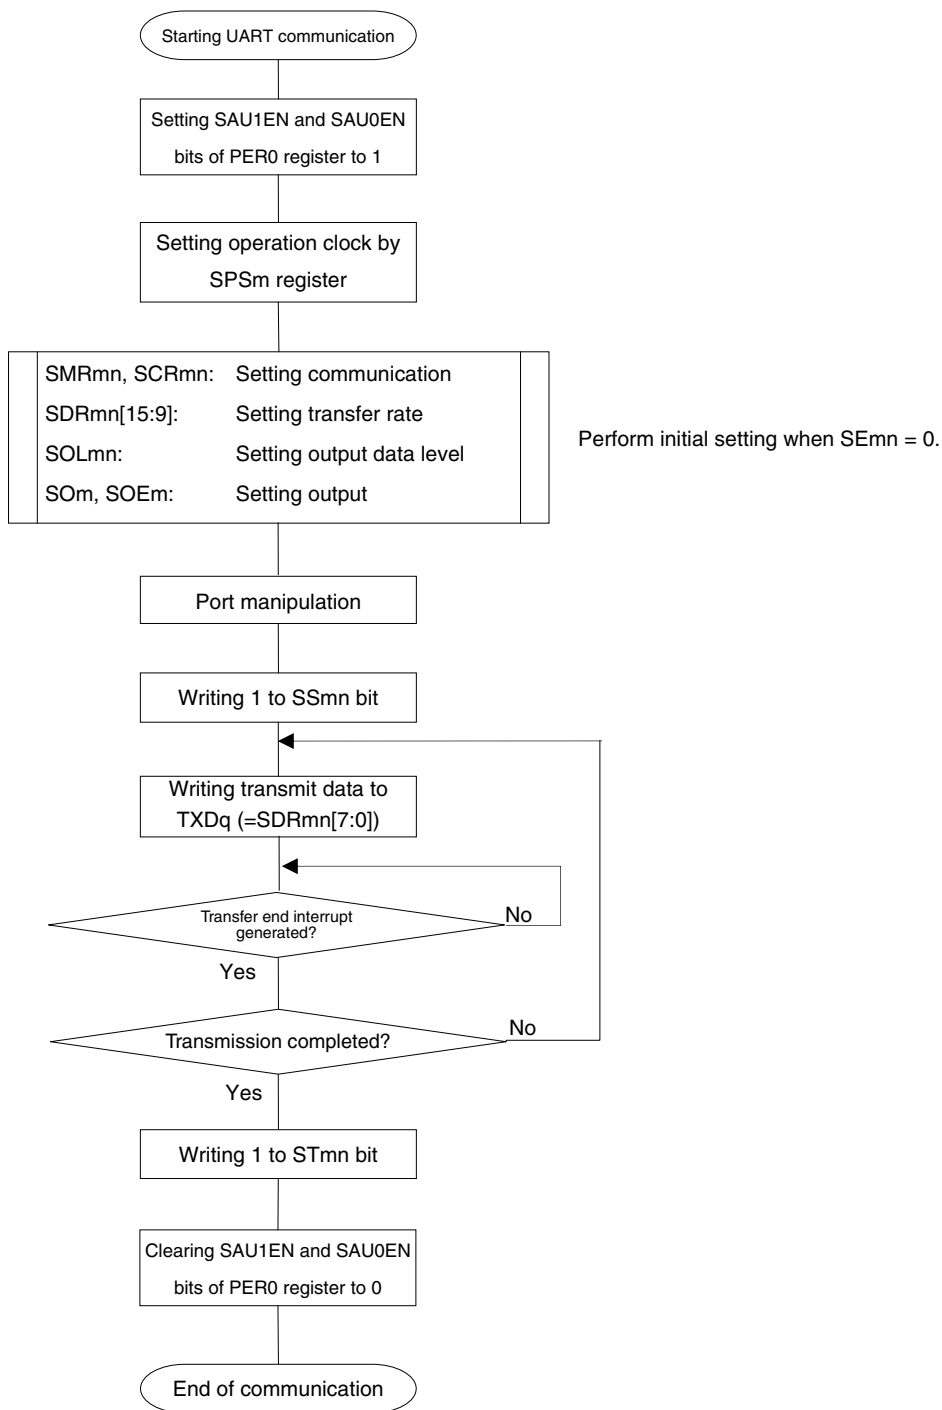 Starting UART communication
Setting SAU1EN and SAU0EN
bits of PER0 register to 1
Setting operation clock by
SPSm register
SMRmn, SCRmn: Setting communication
SDRmn[15:9]: Setting transfer rate
SOLmn: Setting output data level
SOm, SOEm: Setting output
Perform initial setting when SEmn = 0.
Port manipulation
Writing 1 to SSmn bit
Writing transmit data to
TXDq (=SDRmn[7:0])
Transfer end interrupt
generated?
No
Yes
Transmission completed?
No
Yes
Writing 1 to STmn bit
Clearing SAU1EN and SAU0EN
bits of PER0 register to 0
End of communication